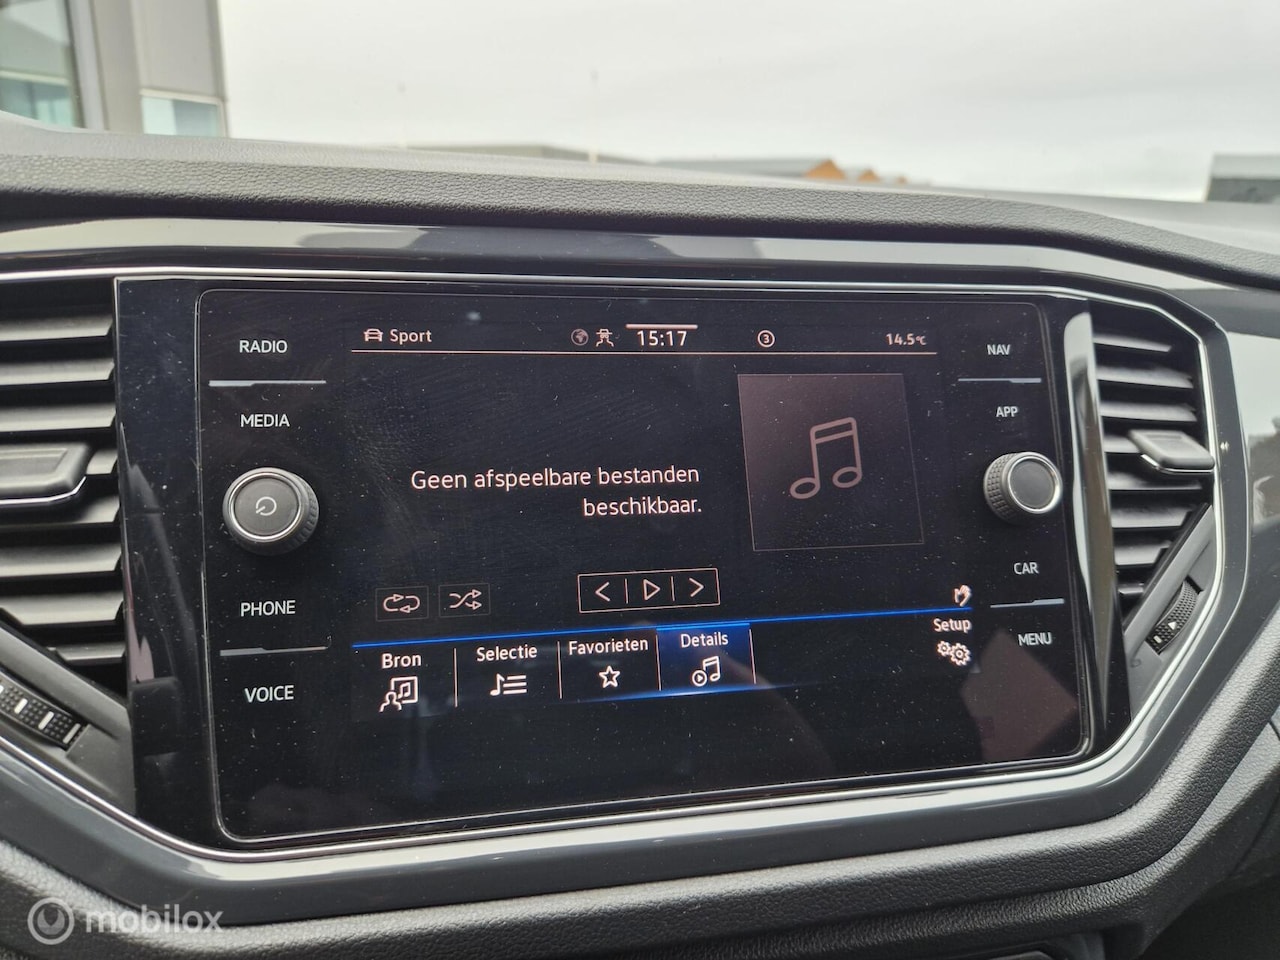 RADIO
MEDIA
PHONE
VOICE
Sport
15:17
3
14.5°C
Geen afspeelbare bestanden
beschikbaar.
Bron
Selectie
Favorieten
Details
Setup
NAV
APP
CAR
MENU
mobilox